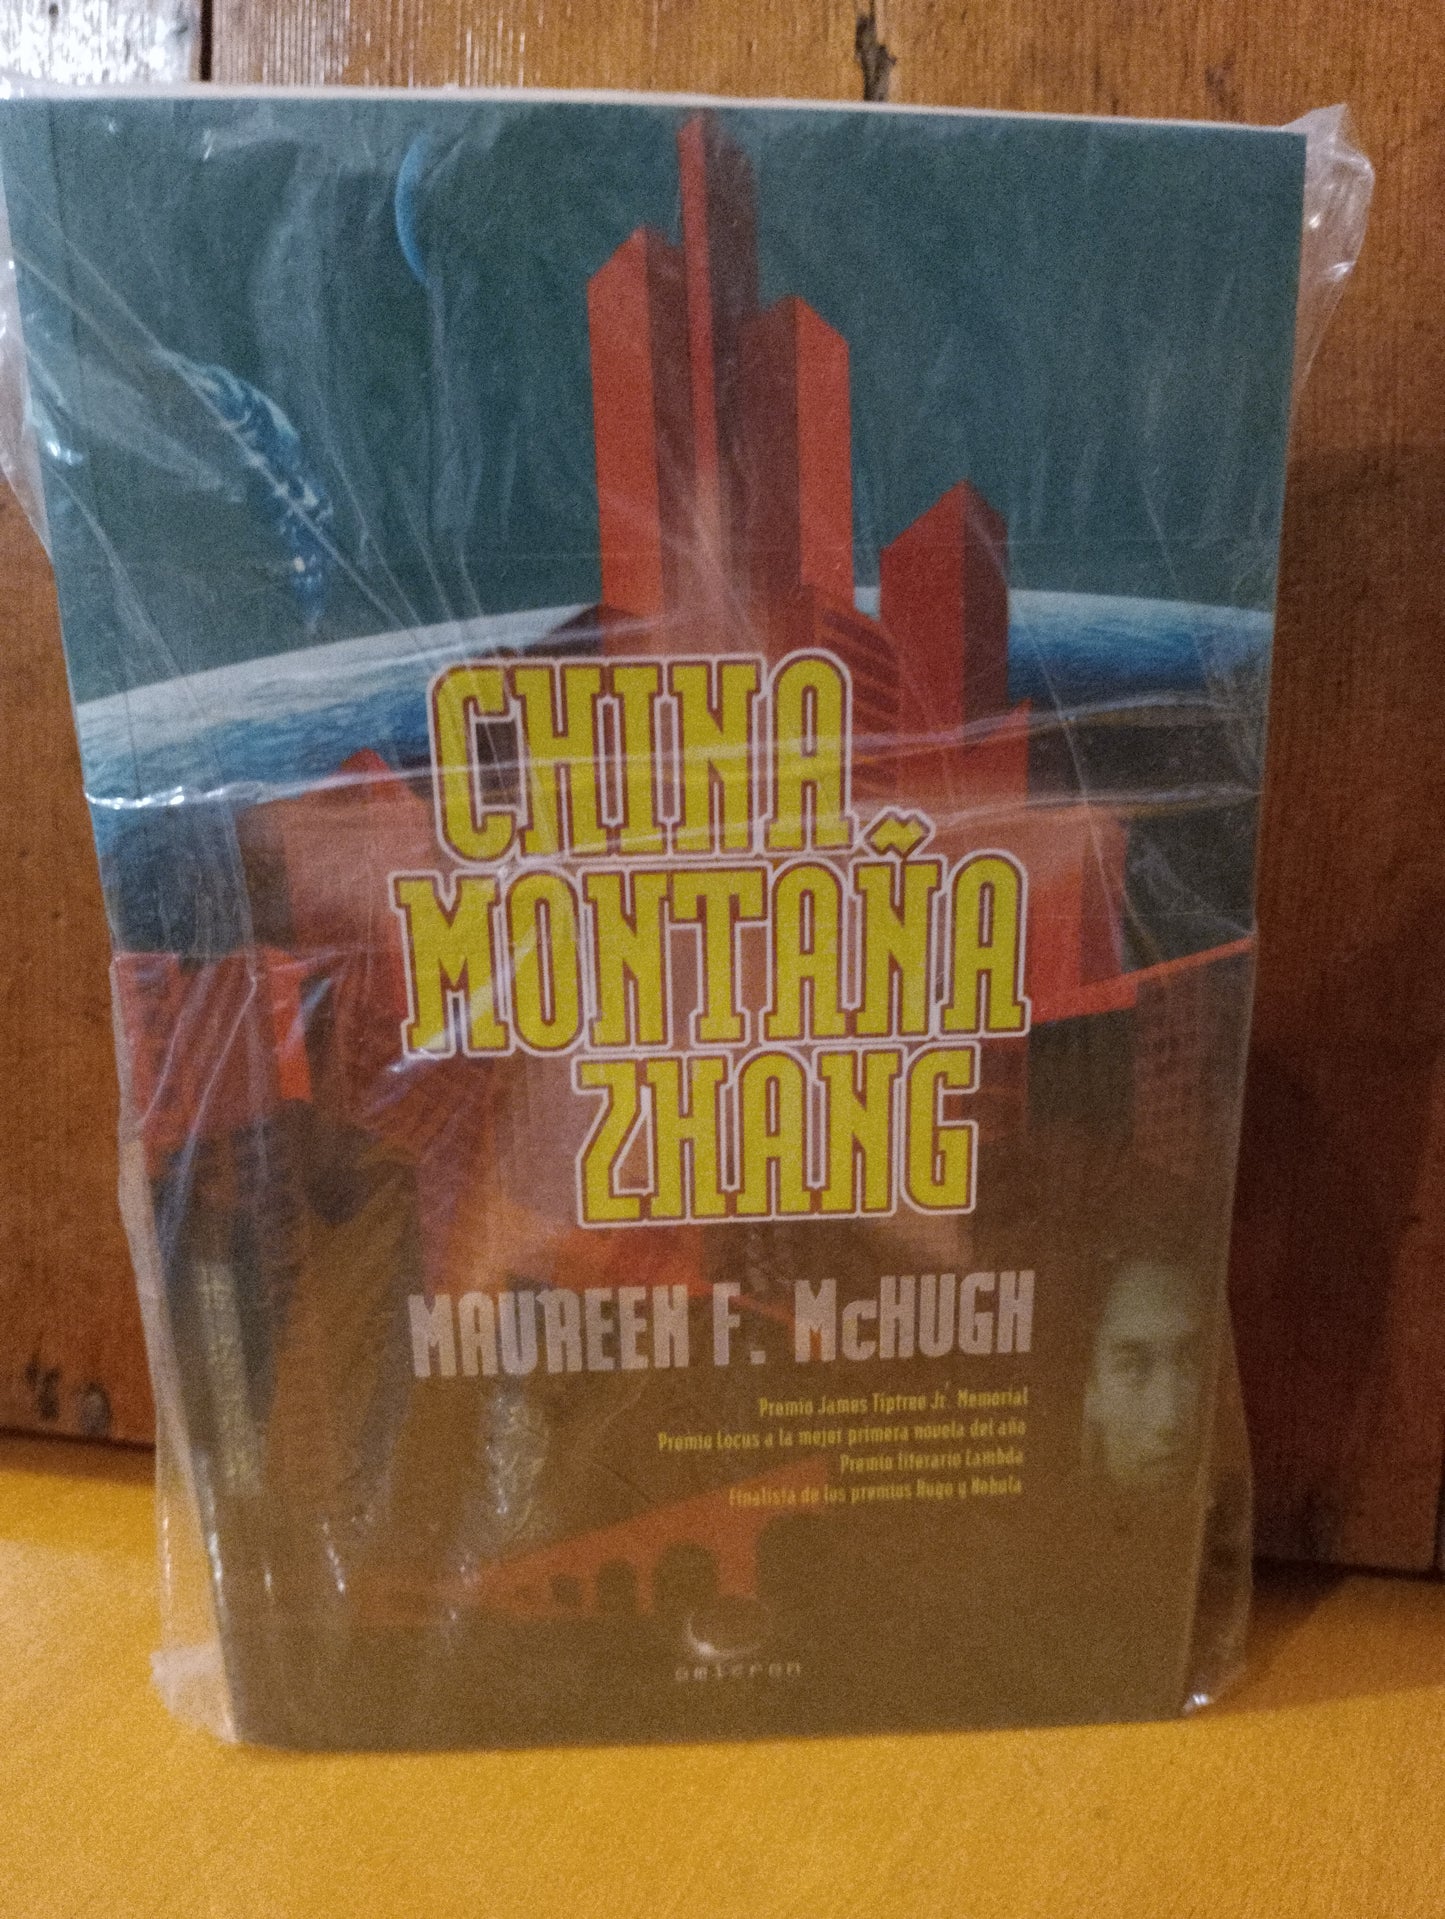 CHINA
MONTAÑA
ZHANG
MAUREEN F. McHUGH
Premio James Tiptree Jr. Memorial
Premio Locus a la mejor primera novela del año
Premio literario Lambda
Finalista de los premios Hugo y Nebula
omicron